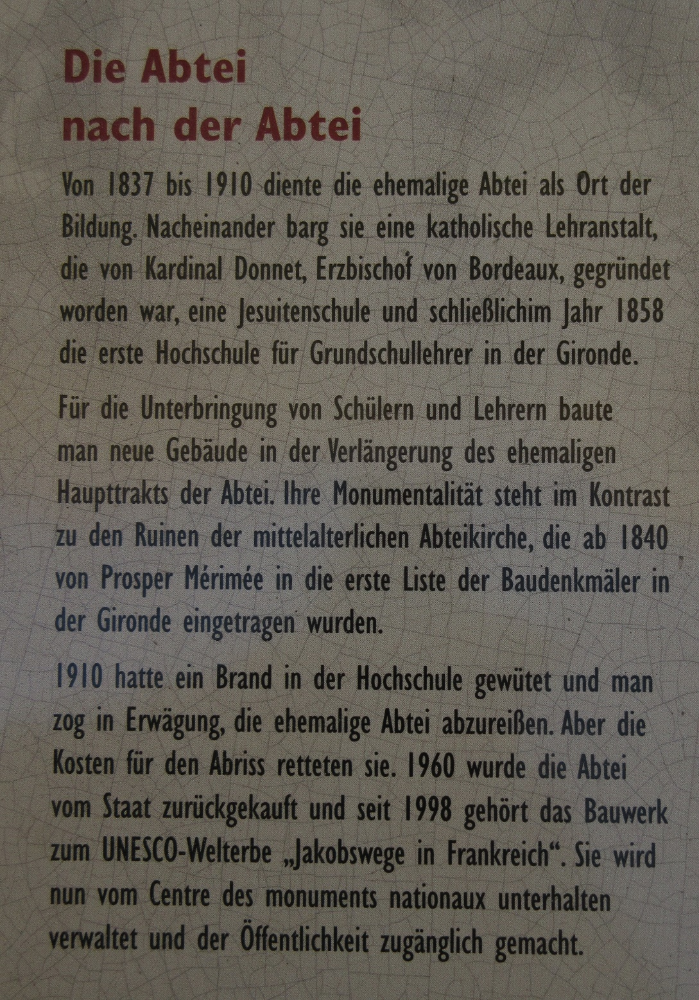 Die Abtei
nach der Abtei
Von 1837 bis 1910 diente die ehemalige Abtei als Ort der
Bildung. Nacheinander barg sie eine katholische Lehranstalt,
die von Kardinal Donnet, Erzbischof von Bordeaux, gegründet
worden war, eine Jesuitenschule und schließlichim Jahr 1858
die erste Hochschule für Grundschullehrer in der Gironde.
Für die Unterbringung von Schülern und Lehrern baute
man neue Gebäude in der Verlängerung des ehemaligen
Haupttrakts der Abtei. Ihre Monumentalität steht im Kontrast
zu den Ruinen der mittelalterlichen Abteikirche, die ab 1840
von Prosper Mérimée in die erste Liste der Baudenkmäler in
der Gironde eingetragen wurden.
1910 hatte ein Brand in der Hochschule gewütet und man
zog in Erwägung, die ehemalige Abtei abzureißen. Aber die
Kosten für den Abriss retteten sie. 1960 wurde die Abtei
vom Staat zurückgekauft und seit 1998 gehört das Bauwerk
zum UNESCO-Welterbe „Jakobswege in Frankreich“. Sie wird
nun vom Centre des monuments nationaux unterhalten
verwaltet und der Öffentlichkeit zugänglich gemacht.